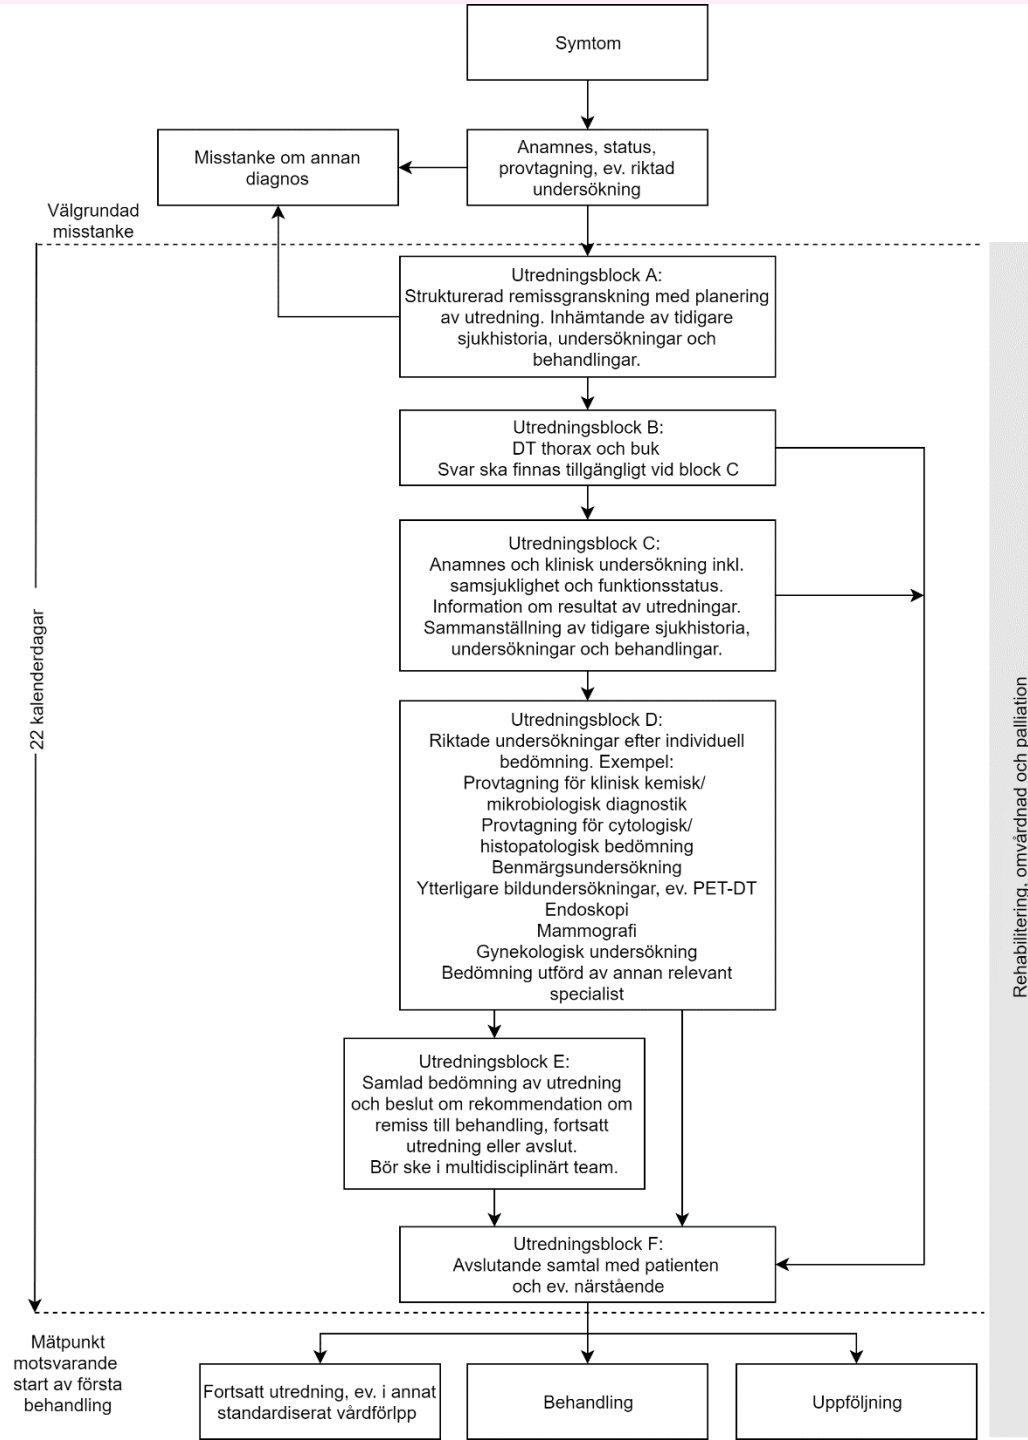 Symtom
Anamnes, status,
provtagning, ev. riktad
undersökning
Misstanke om annan
diagnos
Välgrundad
misstanke
Utredningsblock A:
Strukturerad remissgranskning med planering
av utredning. Inhämtande av tidigare
sjukhistoria, undersökningar och
behandlingar.
Utredningsblock B:
DT thorax och buk
Svar ska finnas tillgängligt vid block C
Utredningsblock C:
Anamnes och klinisk undersökning inkl.
samsjuklighet och funktionsstatus.
Information om resultat av utredningar.
Sammanställning av tidigare sjukhistoria,
undersökningar och behandlingar.
22 kalenderdagar
Rehabilitering, omvårdnad och palliation
Utredningsblock D:
Riktade undersökningar efter individuell
bedömning. Exempel:
Provtagning för klinisk kemisk/
mikrobiologisk diagnostik
Provtagning för cytologisk/
histopatologisk bedömning
Benmärgsundersökning
Ytterligare bildundersökningar, ev. PET-DT
Endoskopi
Mammografi
Gynekologisk undersökning
Bedömning utförd av annan relevant
specialist
Utredningsblock E:
Samlad bedömning av utredning
och beslut om rekommendation om
remiss till behandling, fortsatt
utredning eller avslut.
Bör ske i multidisciplinärt team.
Utredningsblock F:
Avslutande samtal med patienten
och ev. närstående
Mätpunkt
motsvarande
start av första
behandling
Fortsatt utredning, ev. i annat
standardiserat vårdförlpp
Behandling
Uppföljning